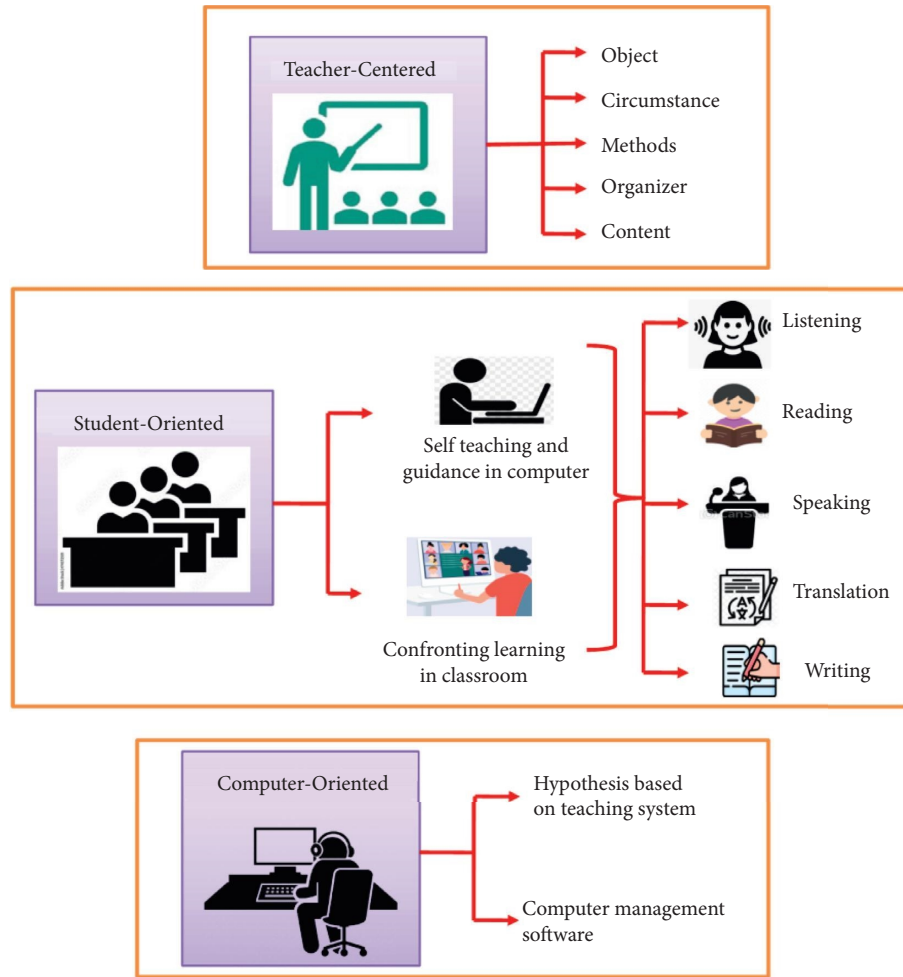 Teacher-Centered
Object
Circumstance
Methods
Organizer
Content
Student-Oriented
Self teaching and
guidance in computer
Confronting learning
in classroom
Listening
Reading
Speaking
Translation
Writing
Computer-Oriented
Hypothesis based
on teaching system
Computer management
software